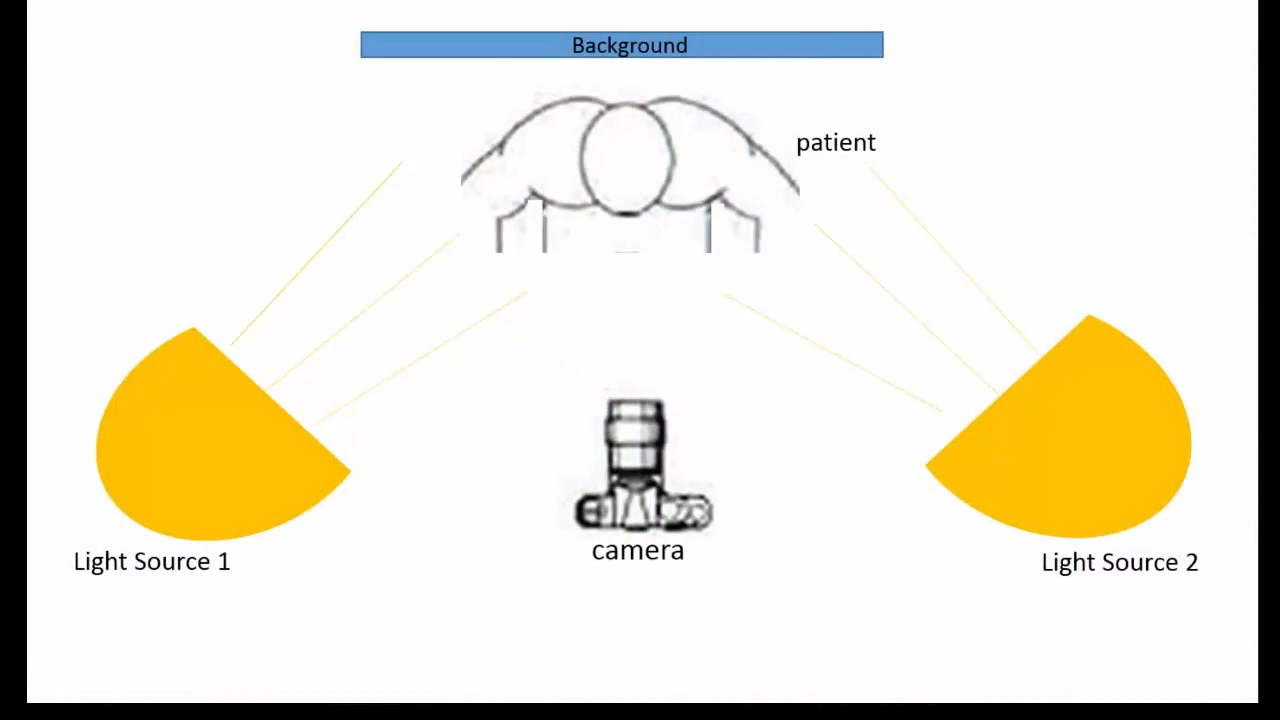 Background
patient
camera
Light Source 1
Light Source 2